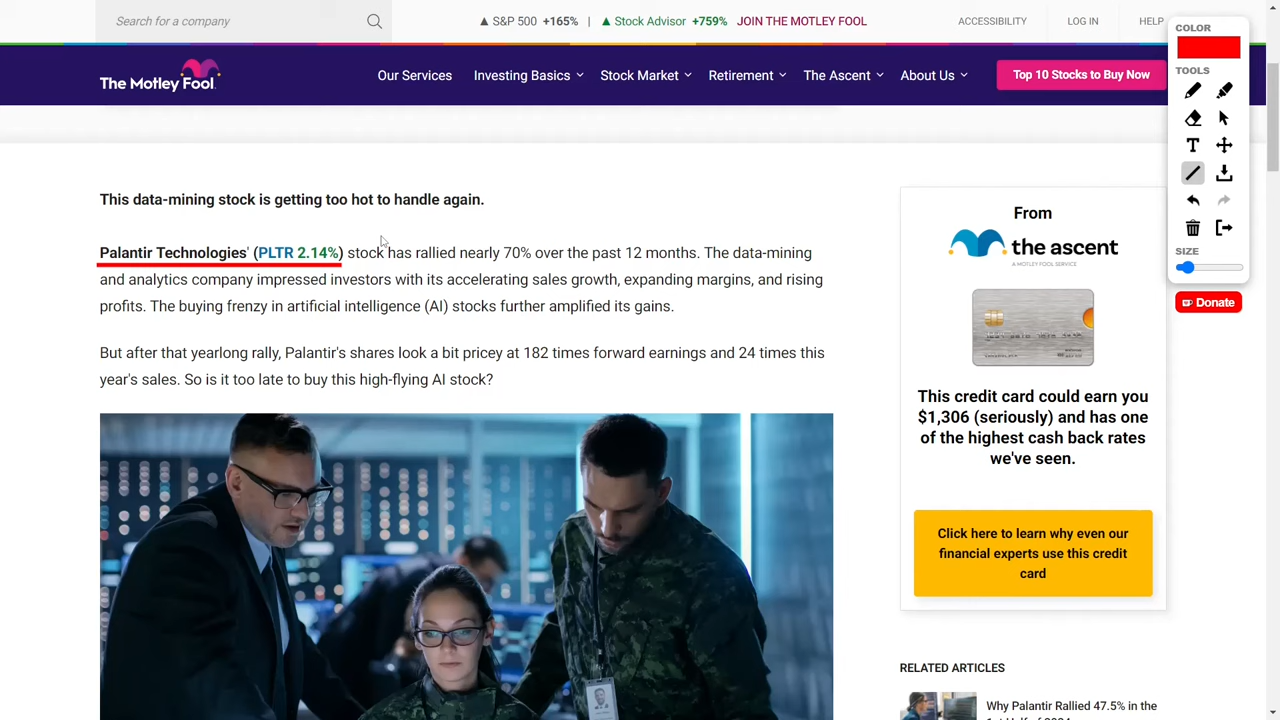 Search for a company
▲ S&P 500 +165% | ▲ Stock Advisor +759% JOIN THE MOTLEY FOOL
ACCESSIBILITY LOG IN HELP
The Motley Fool
Our Services Investing Basics Stock Market Retirement The Ascent About Us
Top 10 Stocks to Buy Now
COLOR
TOOLS
T
SIZE
Donate
This data-mining stock is getting too hot to handle again.
Palantir Technologies' (PLTR 2.14%) stock has rallied nearly 70% over the past 12 months. The data-mining
and analytics company impressed investors with its accelerating sales growth, expanding margins, and rising
profits. The buying frenzy in artificial intelligence (AI) stocks further amplified its gains.
But after that yearlong rally, Palantir's shares look a bit pricey at 182 times forward earnings and 24 times this
year's sales. So is it too late to buy this high-flying AI stock?
From
the ascent
A MOTLEY FOOL SERVICE
This credit card could earn you
$1,306 (seriously) and has one
of the highest cash back rates
we've seen.
Click here to learn why even our
financial experts use this credit
card
RELATED ARTICLES
Why Palantir Rallied 47.5% in the